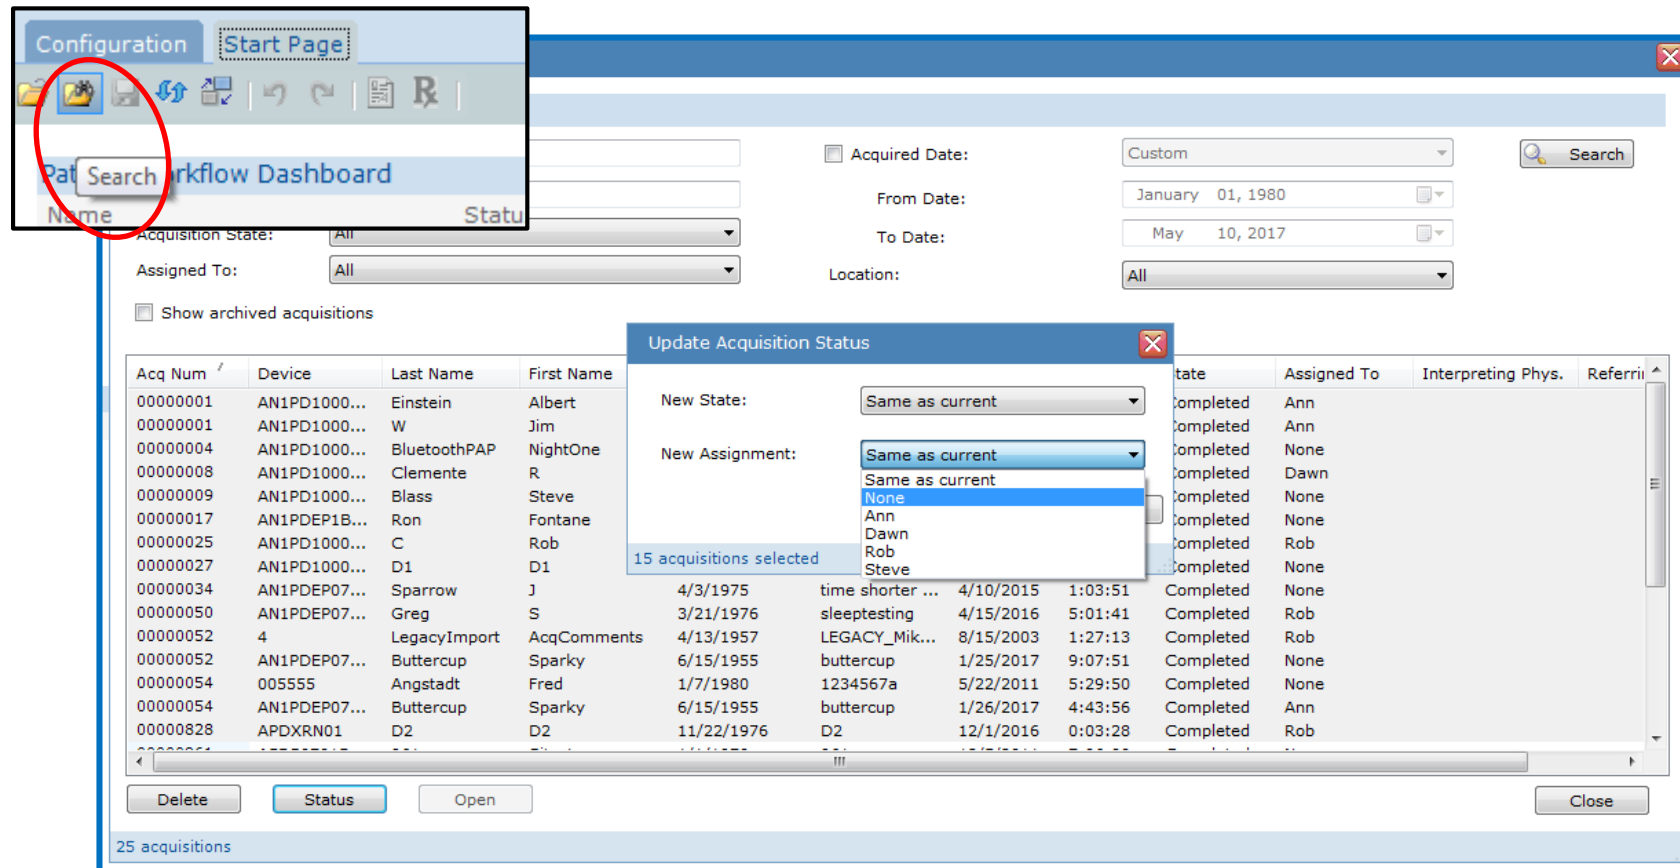 Configuration Start Page
Search
Pat rkflow Dashboard
Name Statu
Acquired Date: Custom Search
From Date: January 01, 1980
Acquisition State: All To Date: May 10, 2017
Assigned To: All Location: All
Show archived acquisitions
Update Acquisition Status
New State: Same as current
New Assignment: Same as current
Same as current
None
Ann
Dawn
Rob
Steve
15 acquisitions selected
Acq Num Device Last Name First Name tate Assigned To Interpreting Phys. Referrin
00000001 AN1PD1000... Einstein Albert Completed Ann
00000001 AN1PD1000... W Jim Completed Ann
00000004 AN1PD1000... BluetoothPAP NightOne Completed None
00000008 AN1PD1000... Clemente R Completed Dawn
00000009 AN1PD1000... Blass Steve Completed None
00000017 AN1PDEP1B... Ron Fontane Completed None
00000025 AN1PD1000... C Rob Completed Rob
00000027 AN1PD1000... D1 D1 Completed None
00000034 AN1PDEP07... Sparrow J 4/3/1975 time shorter ... 4/10/2015 1:03:51 Completed None
00000050 AN1PDEP07... Greg S 3/21/1976 sleeptesting 4/15/2016 5:01:41 Completed Rob
00000052 4 LegacyImport AcqComments 4/13/1957 LEGACY_Mik... 8/15/2003 1:27:13 Completed Rob
00000052 AN1PDEP07... Buttercup Sparky 6/15/1955 buttercup 1/25/2017 9:07:51 Completed None
00000054 005555 Angstadt Fred 1/7/1980 1234567a 5/22/2011 5:29:50 Completed None
00000054 AN1PDEP07... Buttercup Sparky 6/15/1955 buttercup 1/26/2017 4:43:56 Completed Ann
00000828 APDXRN01 D2 D2 11/22/1976 D2 12/1/2016 0:03:28 Completed Rob
Delete Status Open Close
25 acquisitions